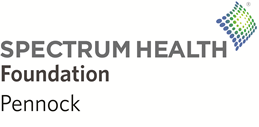 SPECTRUM HEALTH
Foundation
Pennock